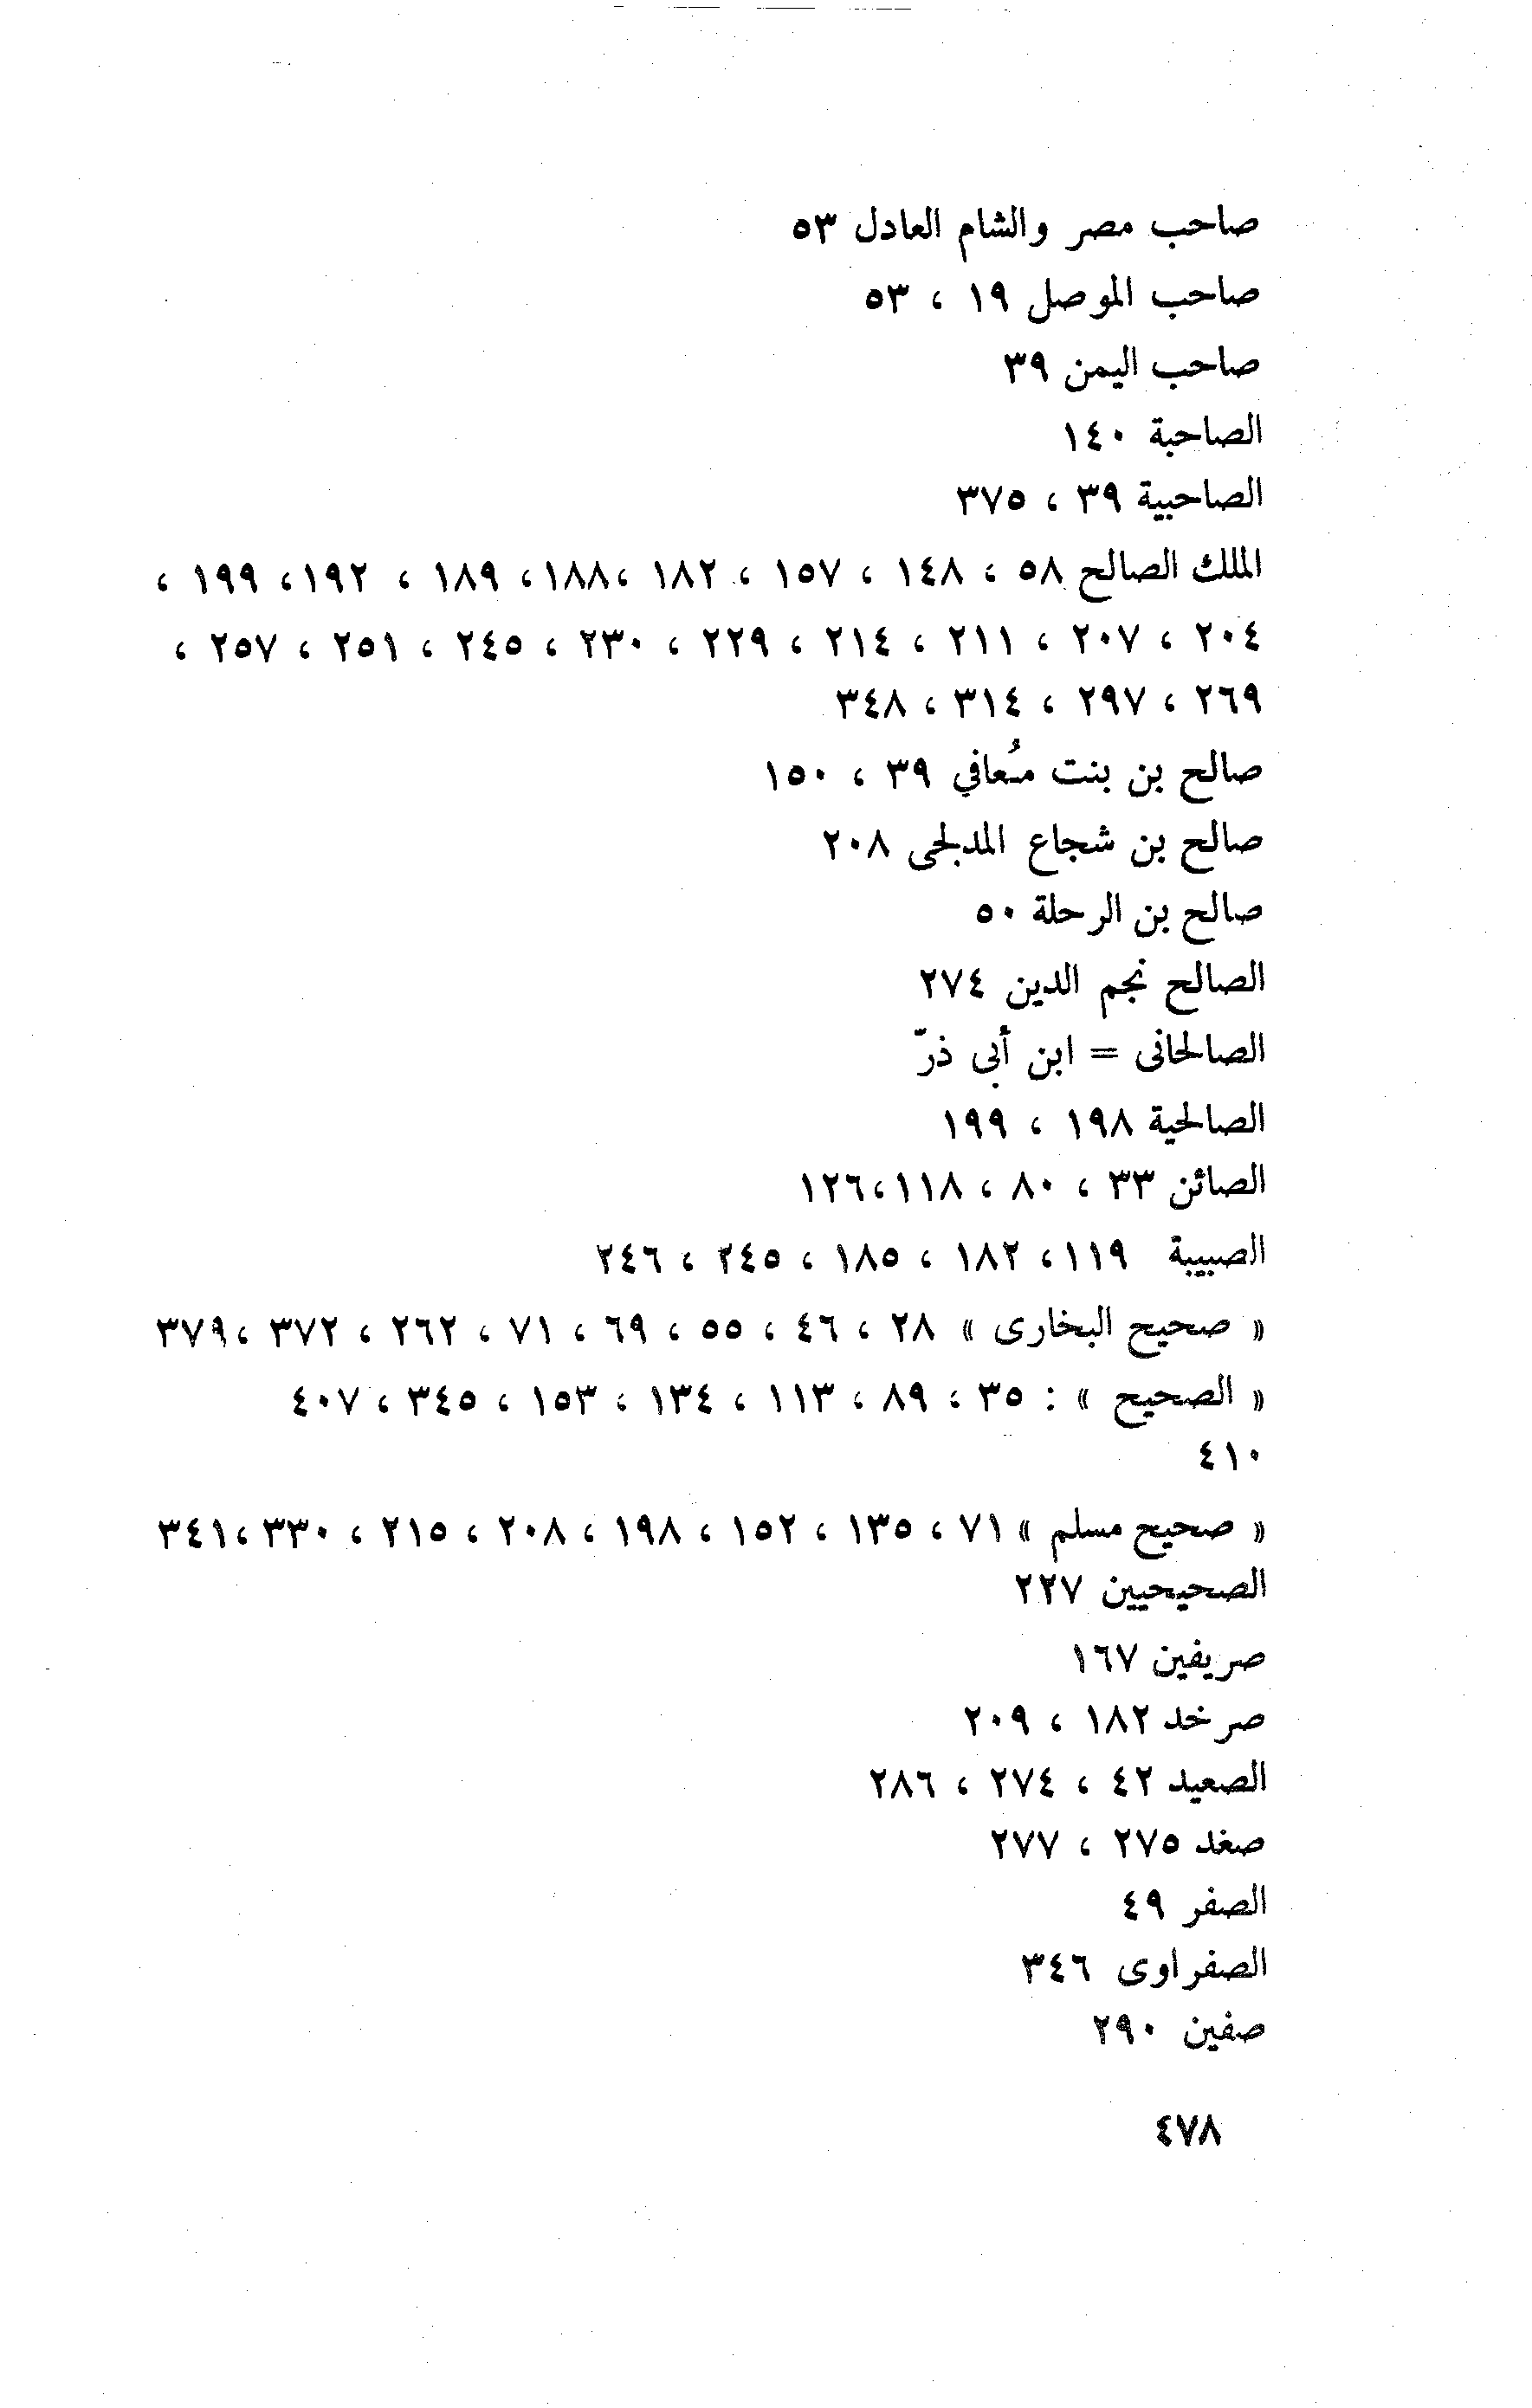 صاحب مصر والشام العادل ٥٣
صاحب الموصل ١٩ ، ٥٣
صاحب اليمن ٣٩
الصاحبة ١٤٠
الصاحبية ٣٩ ، ٣٧٥
الملك الصالح ٥٨ ، ١٤٨ ، ١٥٧ ، ١٨٢ ،١٨٨، ١٨٩ ، ١٩٢، ١٩٩ ،
٢٠٤ ، ٢٠٧ ، ٢١١ ، ٢١٤ ، ٢٢٩ ، ٢٣٠ ، ٢٤٥ ، ٢٥١ ، ٢٥٧ ،
٢٦٩ ، ٢٩٧ ، ٣١٤ ، ٣٤٨
صالح بن بنت مُعافي ٣٩ ، ١٥٠
صالح بن شجاع المدلجى ٢٠٨
صالح بن الرحلة ٥٠
الصالح نجم الدين ٢٧٤
الصالحانى = ابن أبى ذرّ
الصالحية ١٩٨ ، ١٩٩
الصائن ٣٣ ، ٨٠ ، ١١٨،١٢٦
الصبيبة ١١٩، ١٨٢ ، ١٨٥ ، ٢٤٥ ، ٢٤٦
« صحيح البخارى » ٢٨ ، ٤٦ ، ٥٥ ، ٦٩ ، ٧١ ، ٢٦٢ ، ٣٧٢ ،٣٧٩
« الصحيح » : ٣٥ ، ٨٩ ، ١١٣ ، ١٣٤ ، ١٥٣ ، ٣٤٥ ، ٤٠٧
٤١٠
« صحيح مسلم » ٧١ ، ١٣٥ ، ١٥٢ ، ١٩٨ ، ٢٠٨ ، ٢١٥ ، ٣٣٠ ،٣٤١
الصحيحيين ٢٢٧
صريفين ١٦٧
صرخد ١٨٢ ، ٢٠٩
الصعيد ٤٢ ، ٢٧٤ ، ٢٨٦
صغد ٢٧٥ ، ٢٧٧
الصفر ٤٩
الصفراوى ٣٤٦
صفين ٢٩٠
٤٧٨